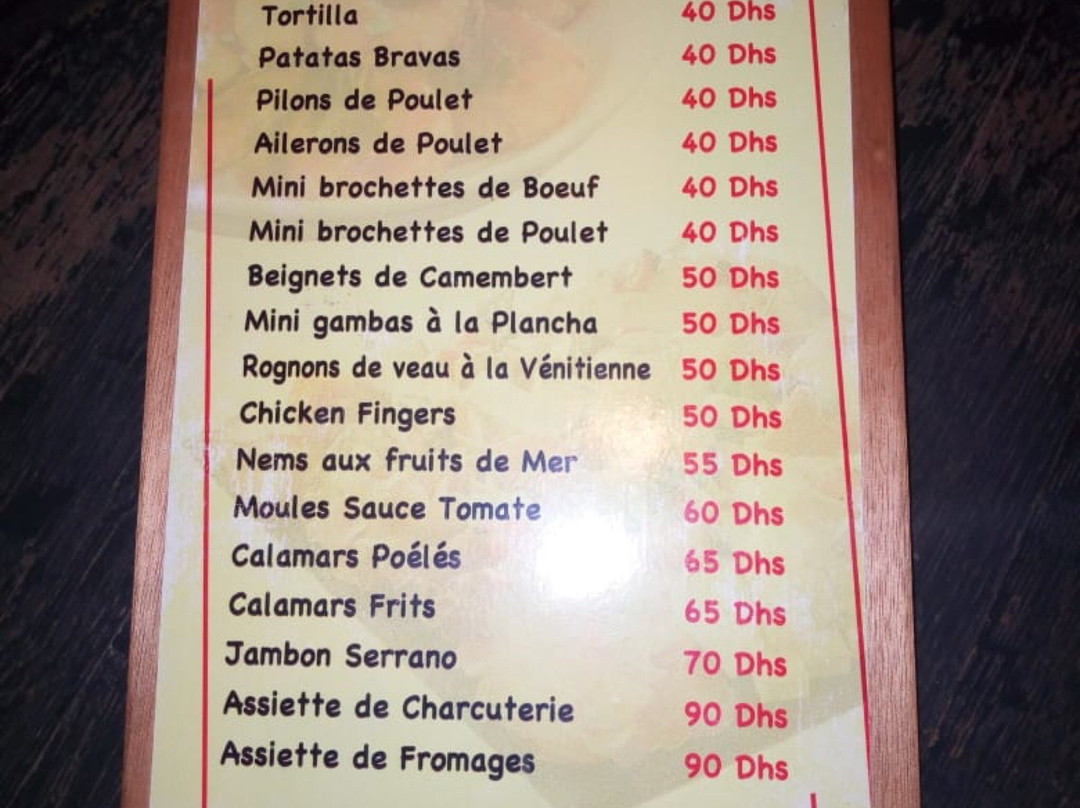 Tortilla 40 Dhs
Patatas Bravas 40 Dhs
Pilons de Poulet 40 Dhs
Ailerons de Poulet 40 Dhs
Mini brochettes de Boeuf 40 Dhs
Mini brochettes de Poulet 40 Dhs
Beignets de Camembert 50 Dhs
Mini gambas à la Plancha 50 Dhs
Rognons de veau à la Vénitienne 50 Dhs
Chicken Fingers 50 Dhs
Nems aux fruits de Mer 55 Dhs
Moules Sauce Tomate 60 Dhs
Calamars Poélés 65 Dhs
Calamars Frits 65 Dhs
Jambon Serrano 70 Dhs
Assiette de Charcuterie 90 Dhs
Assiette de Fromages 90 Dhs